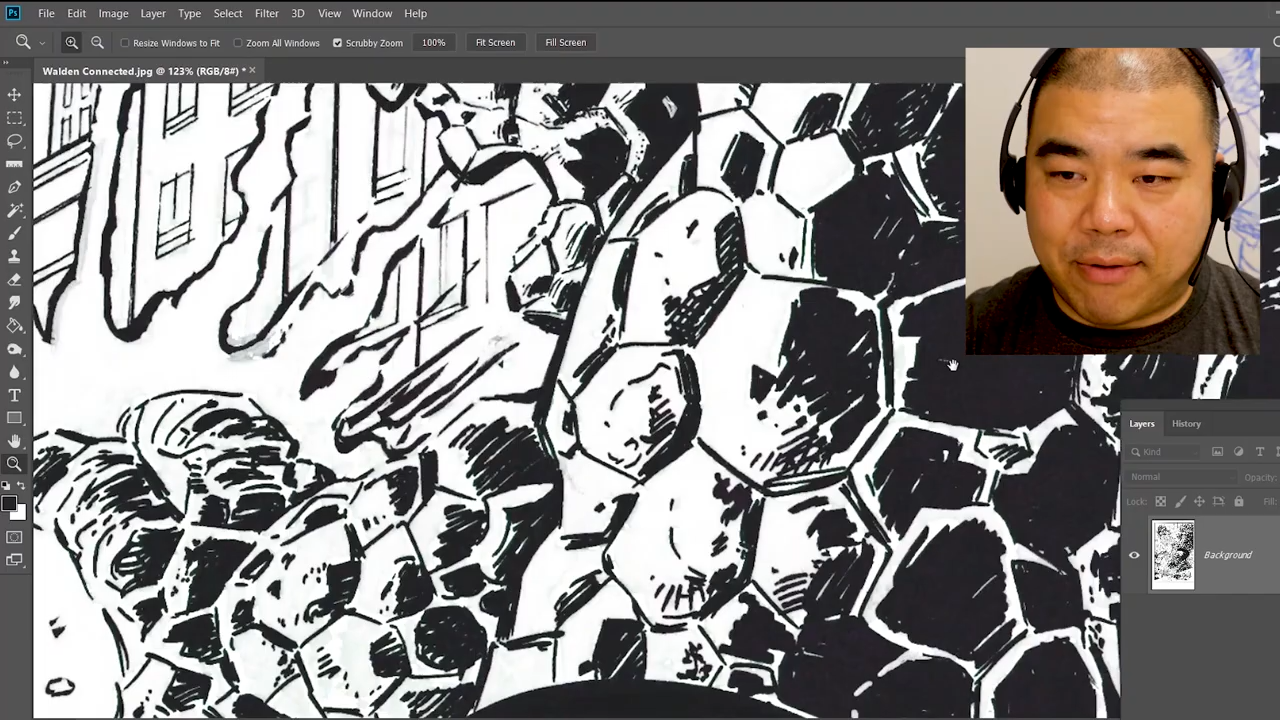 Ps File Edit Image Layer Type Select Filter 3D View Window Help
Resize Windows to Fit Zoom All Windows Scrubby Zoom 100% Fit Screen Fill Screen
Walden Connected.jpg @ 123% (RGB/8#) * ×
Layers History
Kind
Normal Opacity:
Lock: Fill
Background